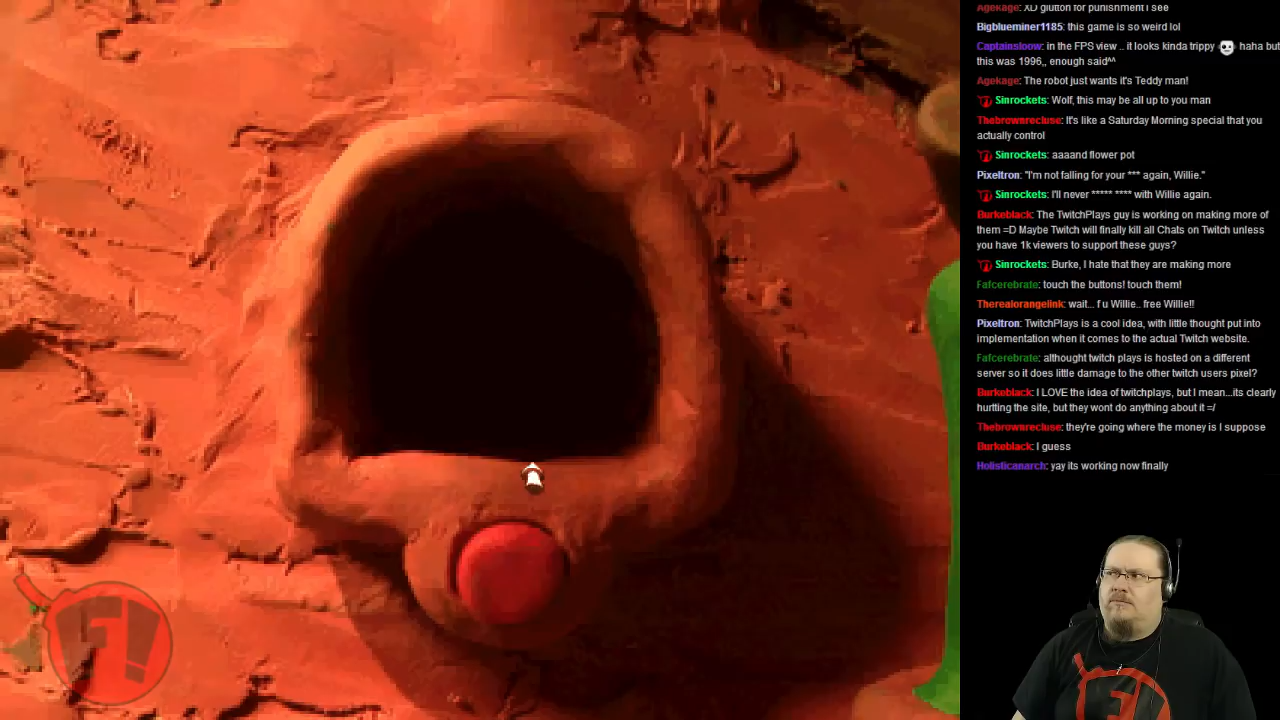 Agekage: XD glutton for punishment I see
Bigblueminer1185: this game is so weird lol
Captainsloow: in the FPS view .. it looks kinda trippy haha but
this was 1996,, enough said^^
Agekage: The robot just wants it's Teddy man!
Sinrockets: Wolf, this may be all up to you man
Thebrownrecluse: It's like a Saturday Morning special that you
actually control
Sinrockets: aaaand flower pot
Pixeltron: "I'm not falling for your *** again, Willie."
Sinrockets: I'll never ***** **** with Willie again.
Burkeblack: The TwitchPlays guy is working on making more of
them =D Maybe Twitch will finally kill all Chats on Twitch unless
you have 1k viewers to support these guys?
Sinrockets: Burke, I hate that they are making more
Fafcerebrate: touch the buttons! touch them!
Therealorangelink: wait... f u Willie.. free Willie!!
Pixeltron: TwitchPlays is a cool idea, with little thought put into
implementation when it comes to the actual Twitch website.
Fafcerebrate: althought twitch plays is hosted on a different
server so it does little damage to the other twitch users pixel?
Burkeblack: I LOVE the idea of twitchplays, but I mean...its clearly
hurtting the site, but they wont do anything about it =/
Thebrownrecluse: they're going where the money is I suppose
Burkeblack: I guess
Holisticanarch: yay its working now finally
F!